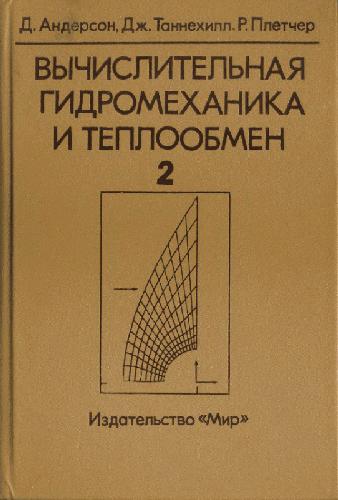 Д. Андерсон, Дж. Таннехилл. Р. Плетчер
ВЫЧИСЛИТЕЛЬНАЯ
ГИДРОМЕХАНИКА
И ТЕПЛООБМЕН
2
Издательство «Мир»